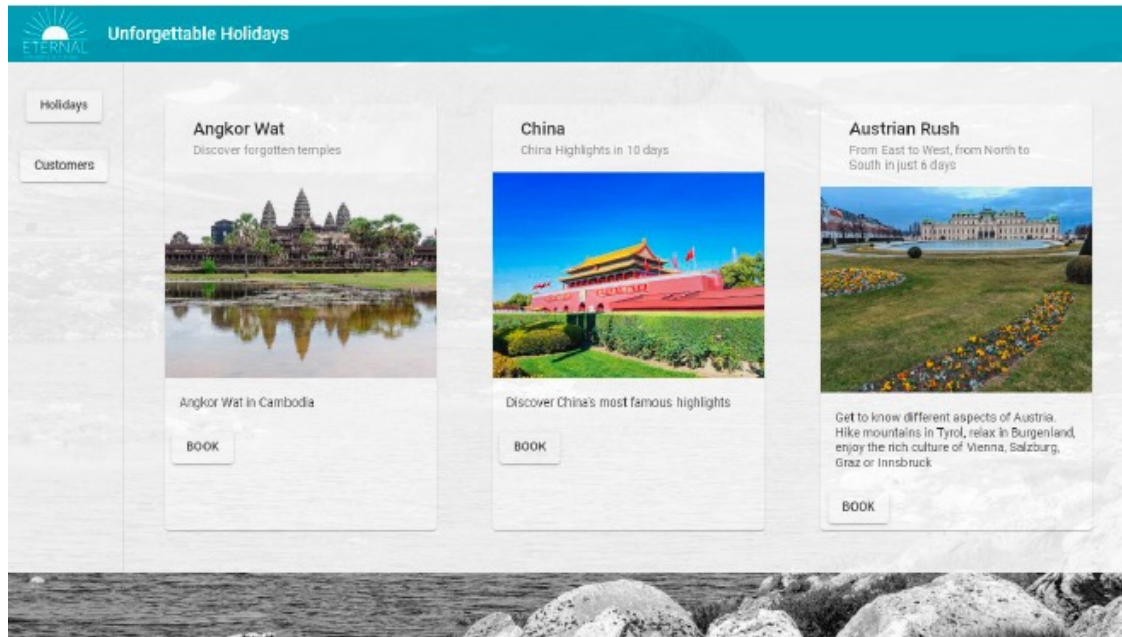 ETERNAL
Unforgettable Holidays
Holidays
Customers
Angkor Wat
Discover forgotten temples
Angkor Wat in Cambodia
BOOK
China
China Highlights in 10 days
Discover China's most famous highlights
BOOK
Austrian Rush
From East to West, from North to
South in just 6 days
Get to know different aspects of Austria.
Hike mountains in Tyrol, relax in Burgenland,
enjoy the rich culture of Vienna, Salzburg,
Graz or Innsbruck
BOOK